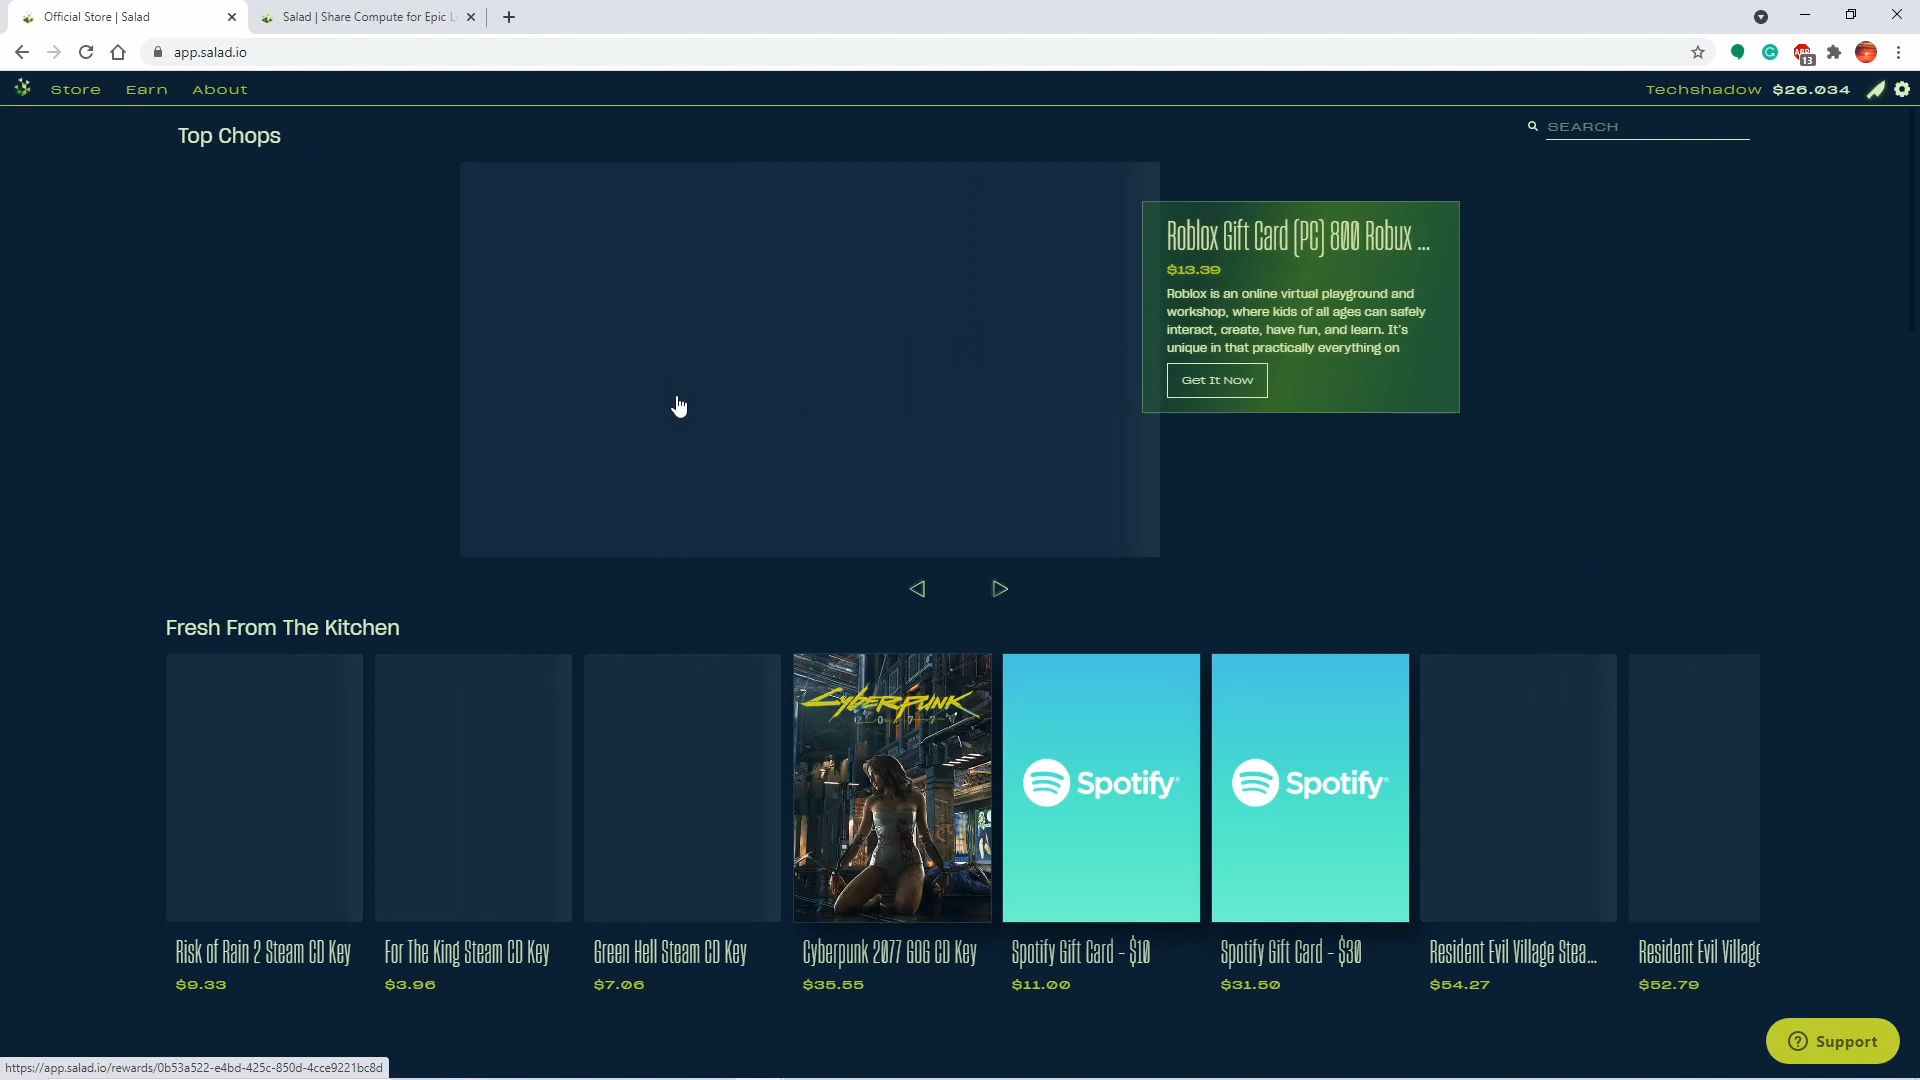 Official Store | Salad
Salad | Share Compute for Epic L
app.salad.io
ABP
13
Store
Earn
About
Techshadow
$26.034
Top Chops
SEARCH
Roblox Gift Card (PC) 800 Robux ...
$13.39
Roblox is an online virtual playground and
workshop, where kids of all ages can safely
interact, create, have fun, and learn. It's
unique in that practically everything on
Get It Now
Fresh From The Kitchen
CYBERPUNK
2077
Spotify
Spotify
Risk of Rain 2 Steam CD Key
For The King Steam CD Key
Green Hell Steam CD Key
Cyberpunk 2077 GOG CD Key
Spotify Gift Card - $10
Spotify Gift Card - $30
Resident Evil Village Stea...
Resident Evil Village
$9.33
$3.96
$7.06
$35.55
$11.00
$31.50
$54.27
$52.79
Support
https://app.salad.io/rewards/0b53a522-e4bd-425c-850d-4cce9221bc8d